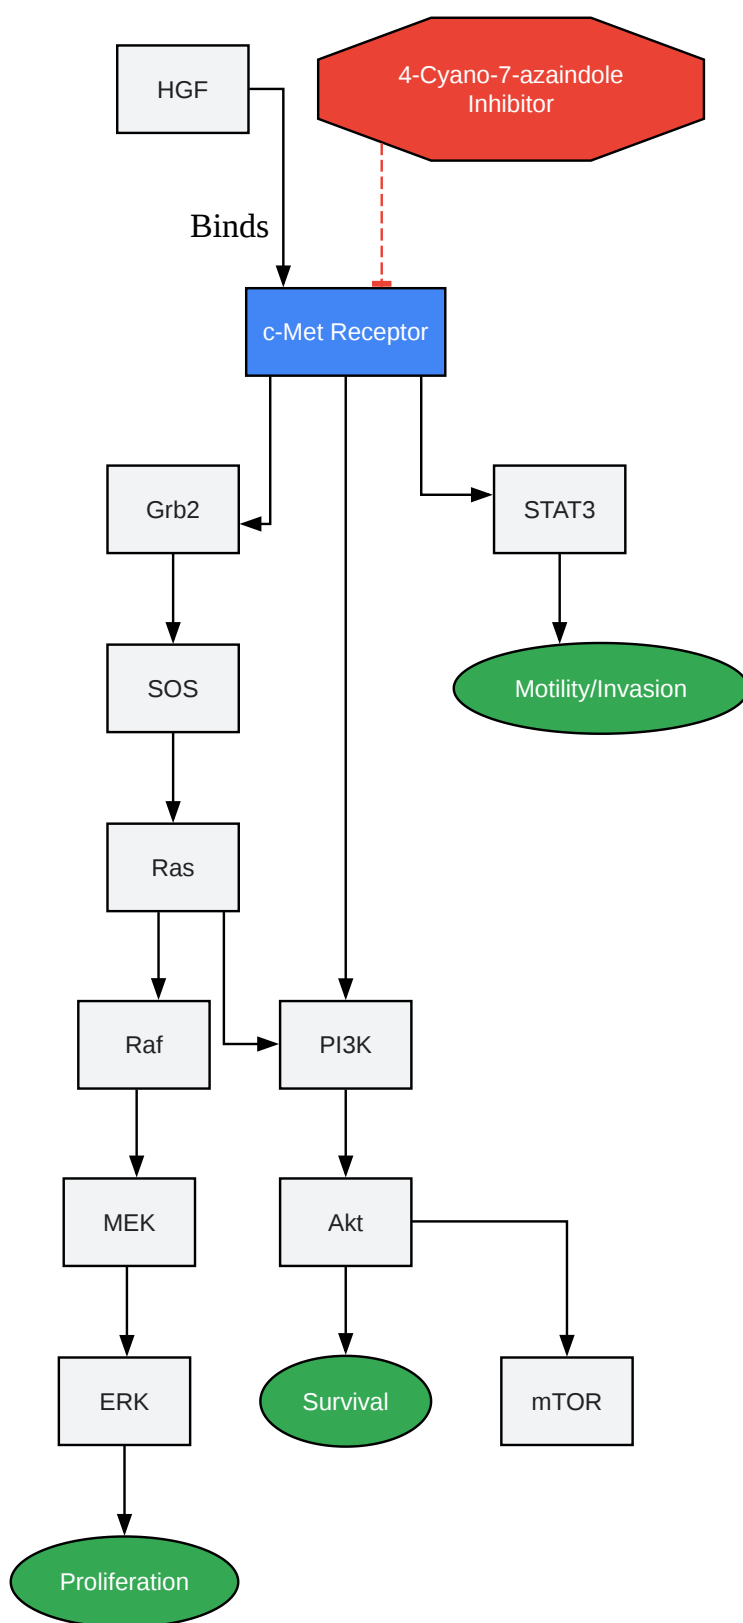 HGF
4-Cyano-7-azaindole
Inhibitor
Binds
c-Met Receptor
Grb2
STAT3
SOS
Motility/Invasion
Ras
Raf
PI3K
MEK
Akt
ERK
Survival
mTOR
Proliferation